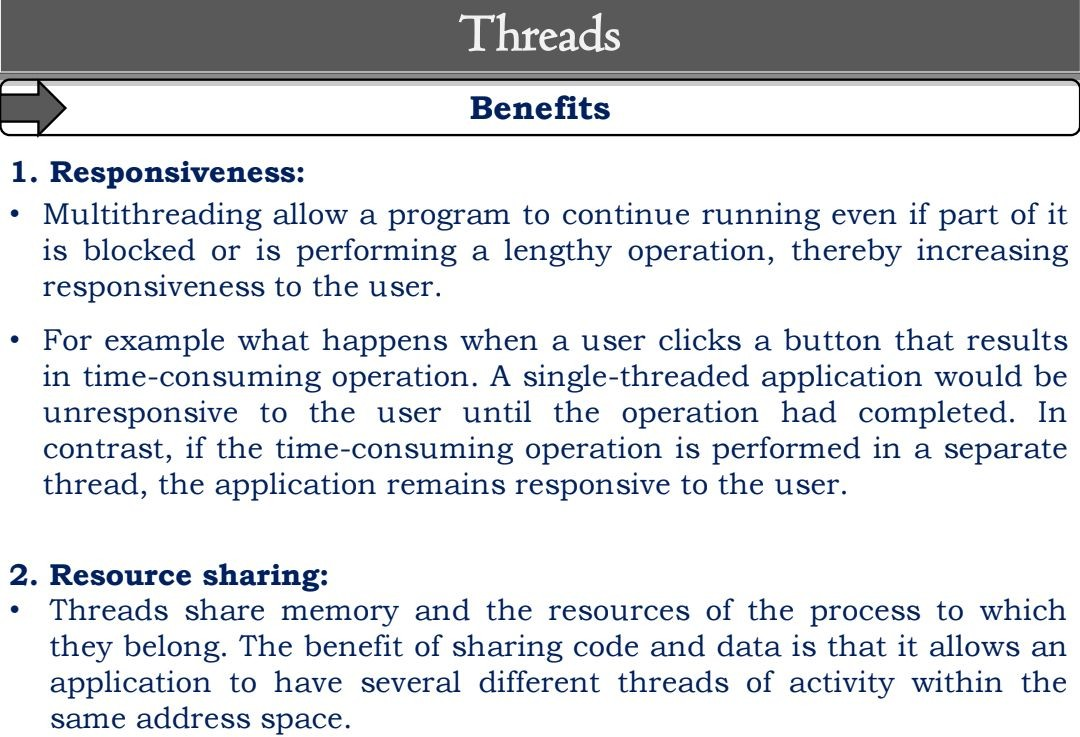 Threads
Benefits
1. Responsiveness:
• Multithreading allow a program to continue running even if part of it
is blocked or is performing a lengthy operation, thereby increasing
responsiveness to the user.
• For example what happens when a user clicks a button that results
in time-consuming operation. A single-threaded application would be
unresponsive to the user until the operation had completed. In
contrast, if the time-consuming operation is performed in a separate
thread, the application remains responsive to the user.
2. Resource sharing:
• Threads share memory and the resources of the process to which
they belong. The benefit of sharing code and data is that it allows an
application to have several different threads of activity within the
same address space.